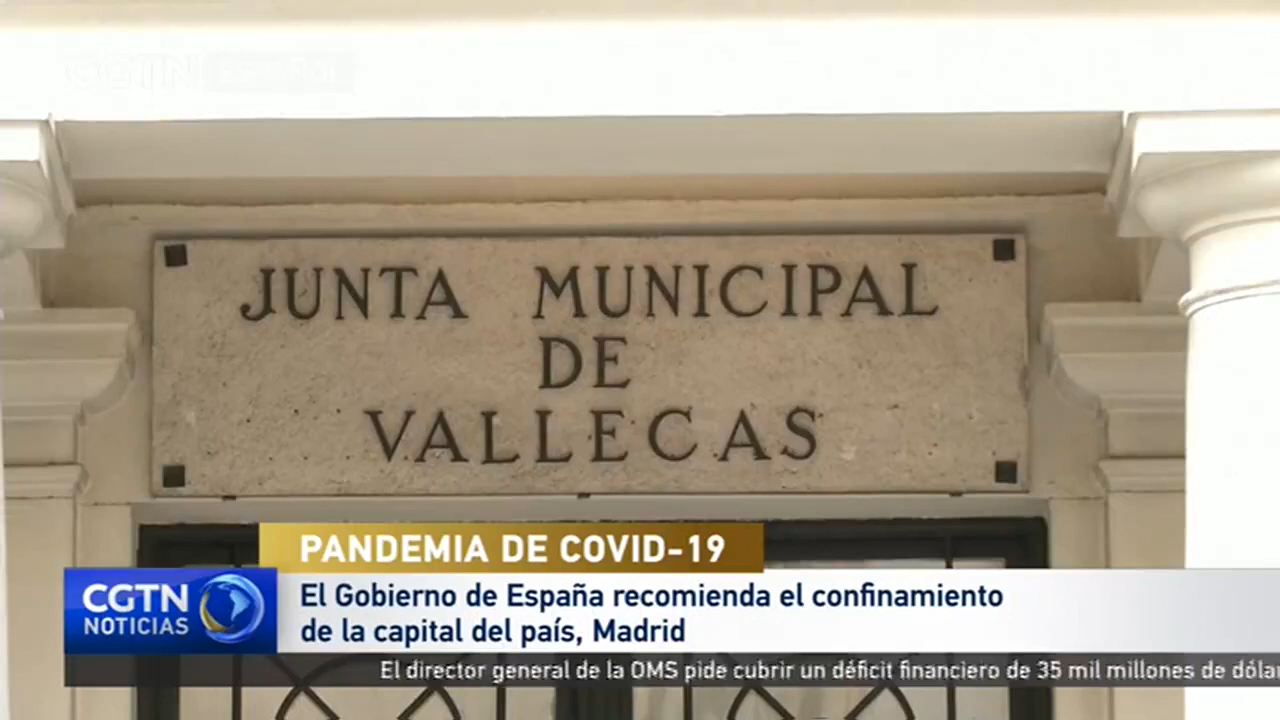 CGTN Español
JUNTA MUNICIPAL
DE
VALLECAS
PANDEMIA DE COVID-19
CGTN
NOTICIAS
El Gobierno de España recomienda el confinamiento
de la capital del país, Madrid
El director general de la OMS pide cubrir un déficit financiero de 35 mil millones de